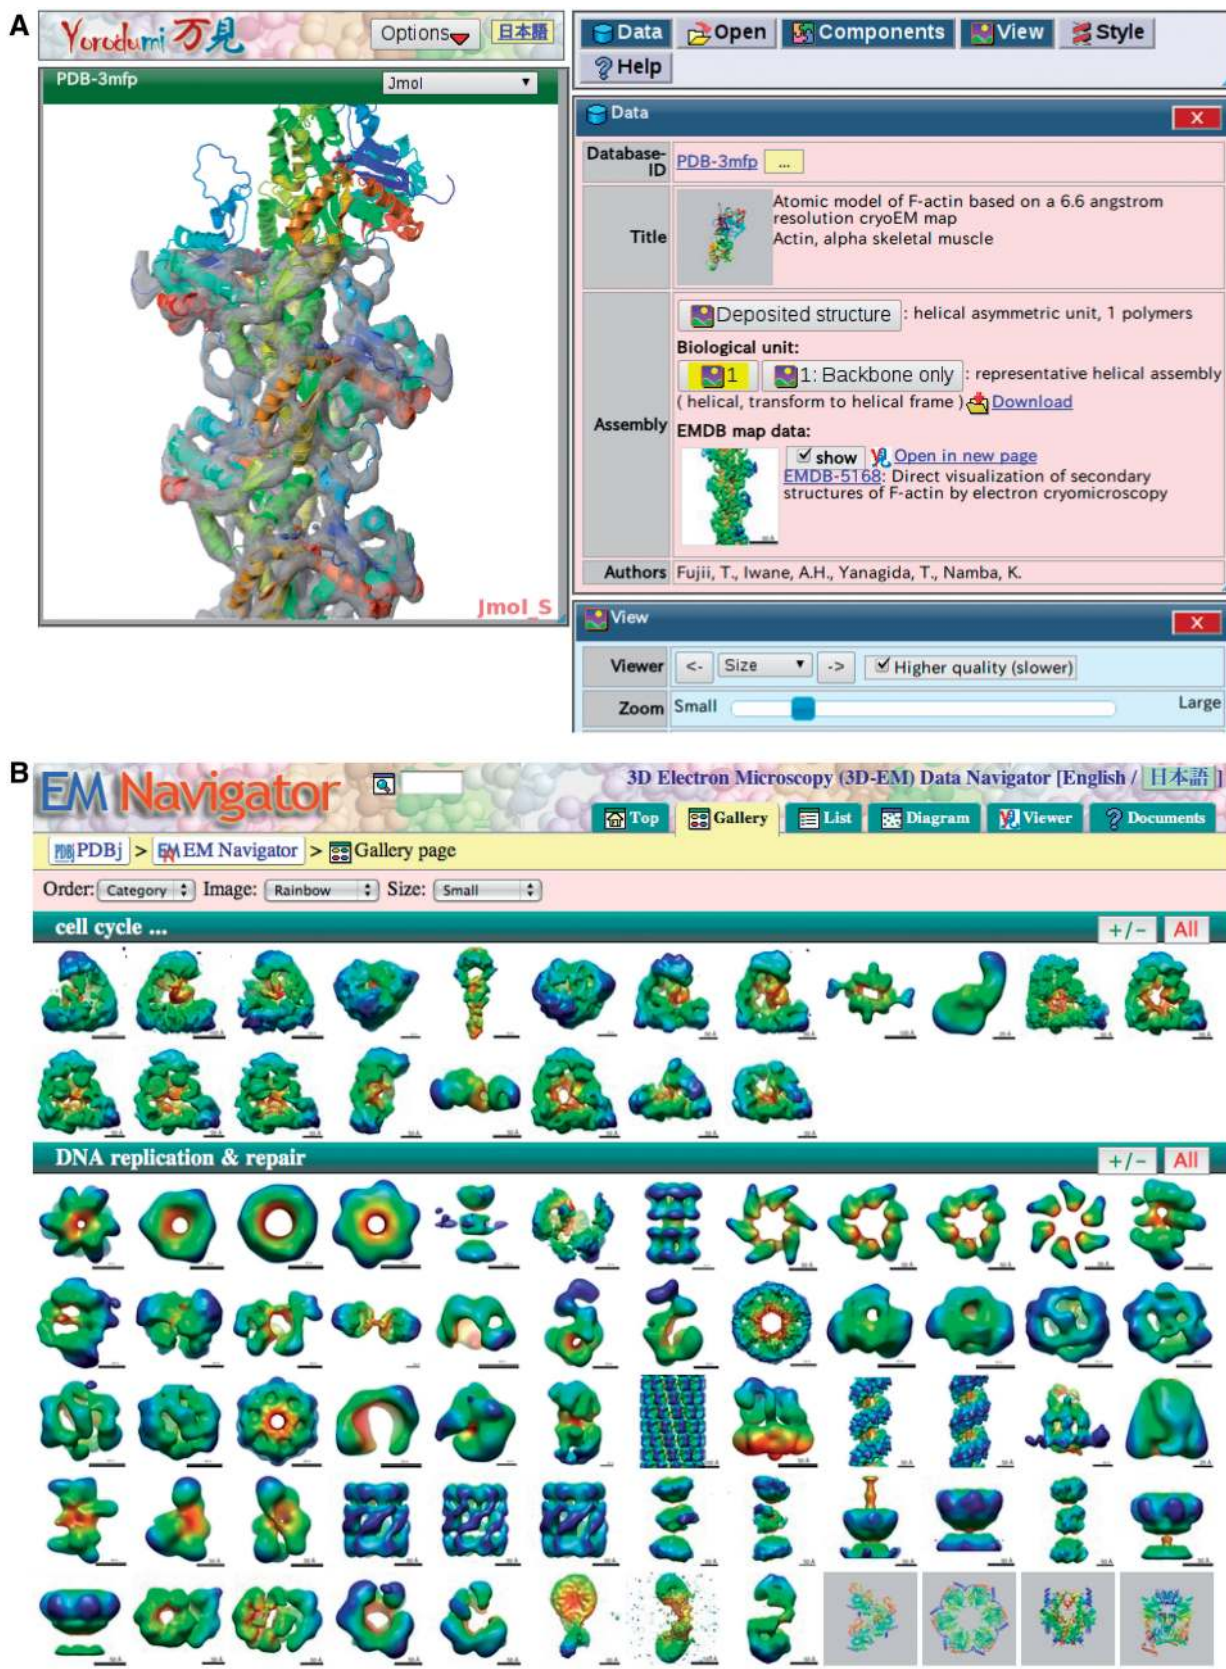 A
Yorodumi 万見
Options
日本語
PDB-3mfp
Jmol
Jmol_S
Data
Open
Components
View
Style
Help
Data
X
Database-
ID
PDB-3mfp
...
Title
Atomic model of F-actin based on a 6.6 angstrom
resolution cryoEM map
Actin, alpha skeletal muscle
Assembly
Deposited structure : helical asymmetric unit, 1 polymers
Biological unit:
1
1: Backbone only : representative helical assembly
( helical, transform to helical frame ) Download
EMDB map data:
show Open in new page
EMDB-5168: Direct visualization of secondary
structures of F-actin by electron cryomicroscopy
Authors
Fujii, T., Iwane, A.H., Yanagida, T., Namba, K.
View
X
Viewer
<- Size -> Higher quality (slower)
Zoom
Small
Large
B
EM Navigator
3D Electron Microscopy (3D-EM) Data Navigator [English / 日本語 ]
Top
Gallery
List
Diagram
Viewer
Documents
PDBj PDBj > EM Navigator > Gallery page
Order: Category Image: Rainbow Size: Small
cell cycle ...
+/-
All
DNA replication & repair
+/-
All